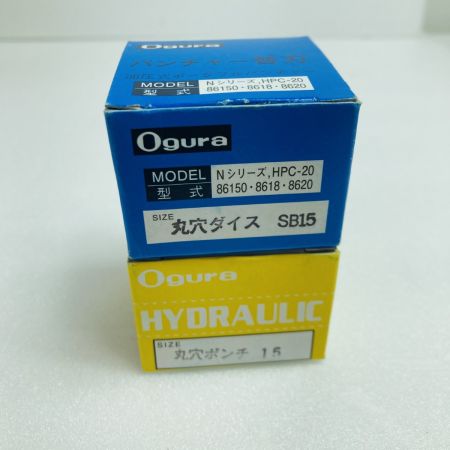 Ogura
パンチャー替刃
MODEL Nシリーズ,HPC-20
型式 86150・8618・8620
Ogura
MODEL Nシリーズ,HPC-20
型式 86150・8618・8620
SIZE 丸穴ダイス SB15
Ogura
HYDRAULIC
SIZE 丸穴ポンチ 15